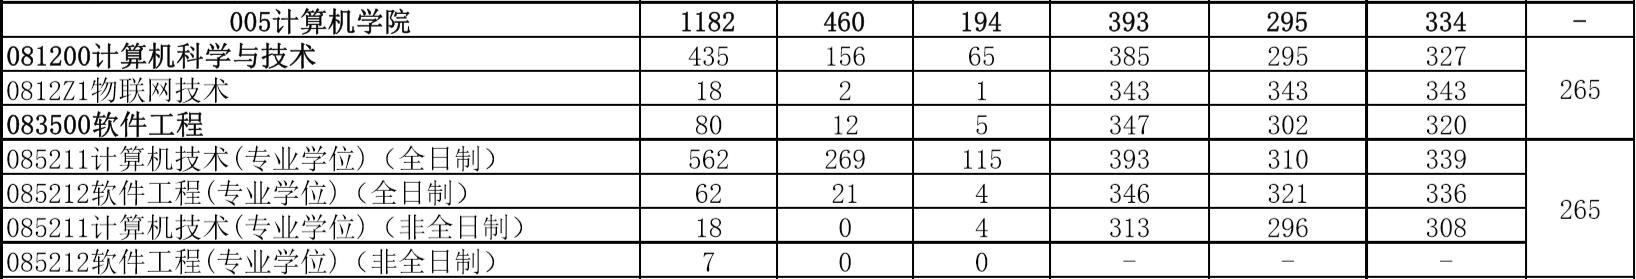 005计算机学院 1182 460 194 393 295 334 -
081200计算机科学与技术 435 156 65 385 295 327
0812Z1物联网技术 18 2 1 343 343 343 265
083500软件工程 80 12 5 347 302 320
085211计算机技术(专业学位)（全日制） 562 269 115 393 310 339
085212软件工程(专业学位)（全日制） 62 21 4 346 321 336
265
085211计算机技术(专业学位)（非全日制） 18 0 4 313 296 308
085212软件工程(专业学位)（非全日制） 7 0 0 - - -